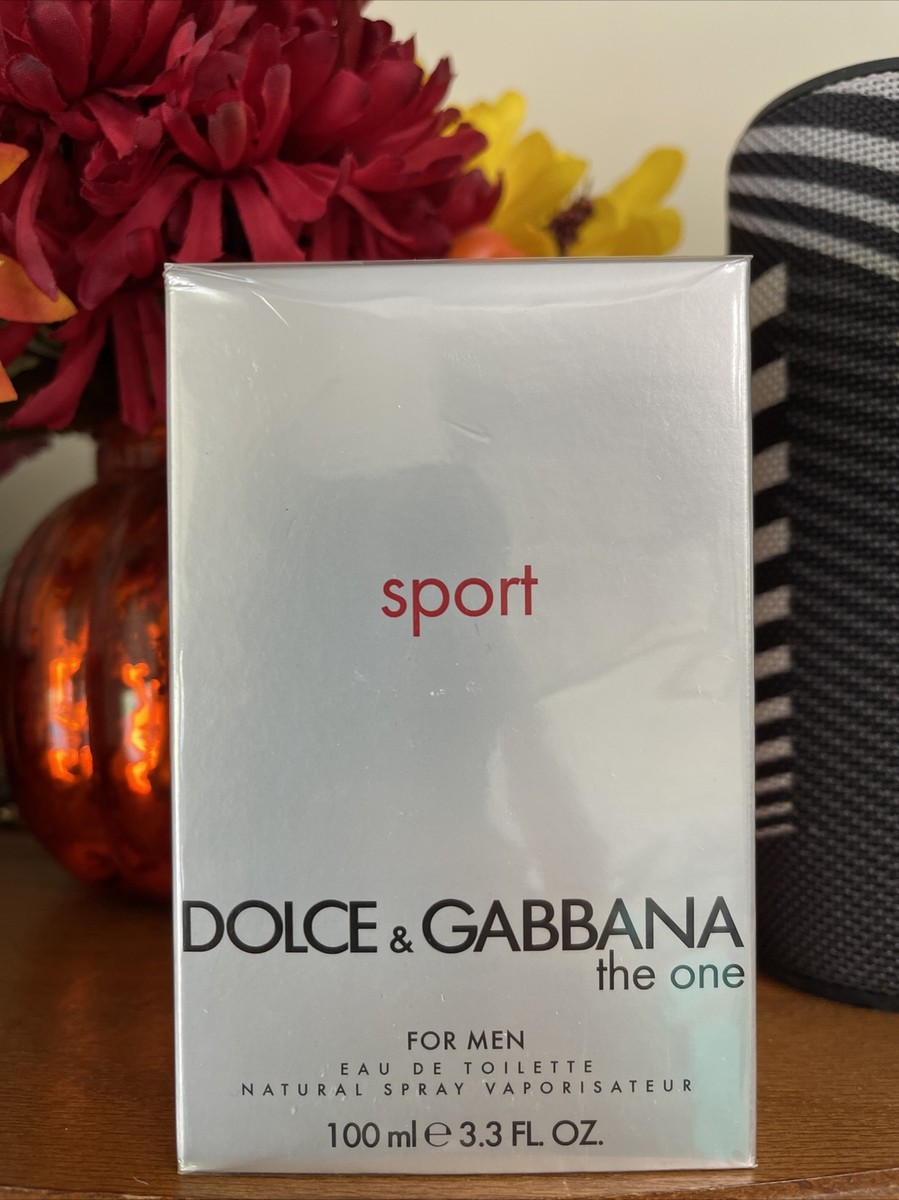 sport
DOLCE & GABBANA
the one
FOR MEN
EAU DE TOILETTE
NATURAL SPRAY VAPORISATEUR
100 ml ℮ 3.3 FL. OZ.